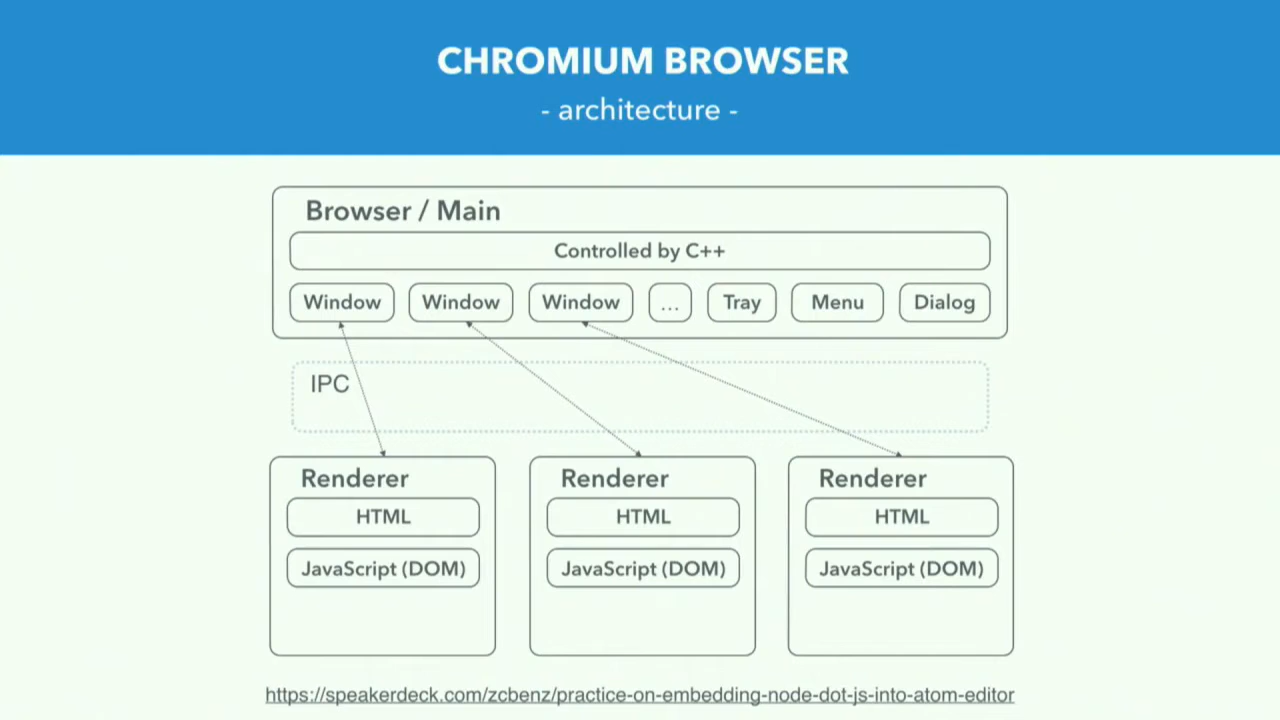 CHROMIUM BROWSER
- architecture -
Browser / Main
Controlled by C++
Window Window Window ... Tray Menu Dialog
IPC
Renderer Renderer Renderer
HTML HTML HTML
JavaScript (DOM) JavaScript (DOM) JavaScript (DOM)
https://speakerdeck.com/zcbenz/practice-on-embedding-node-dot-js-into-atom-editor